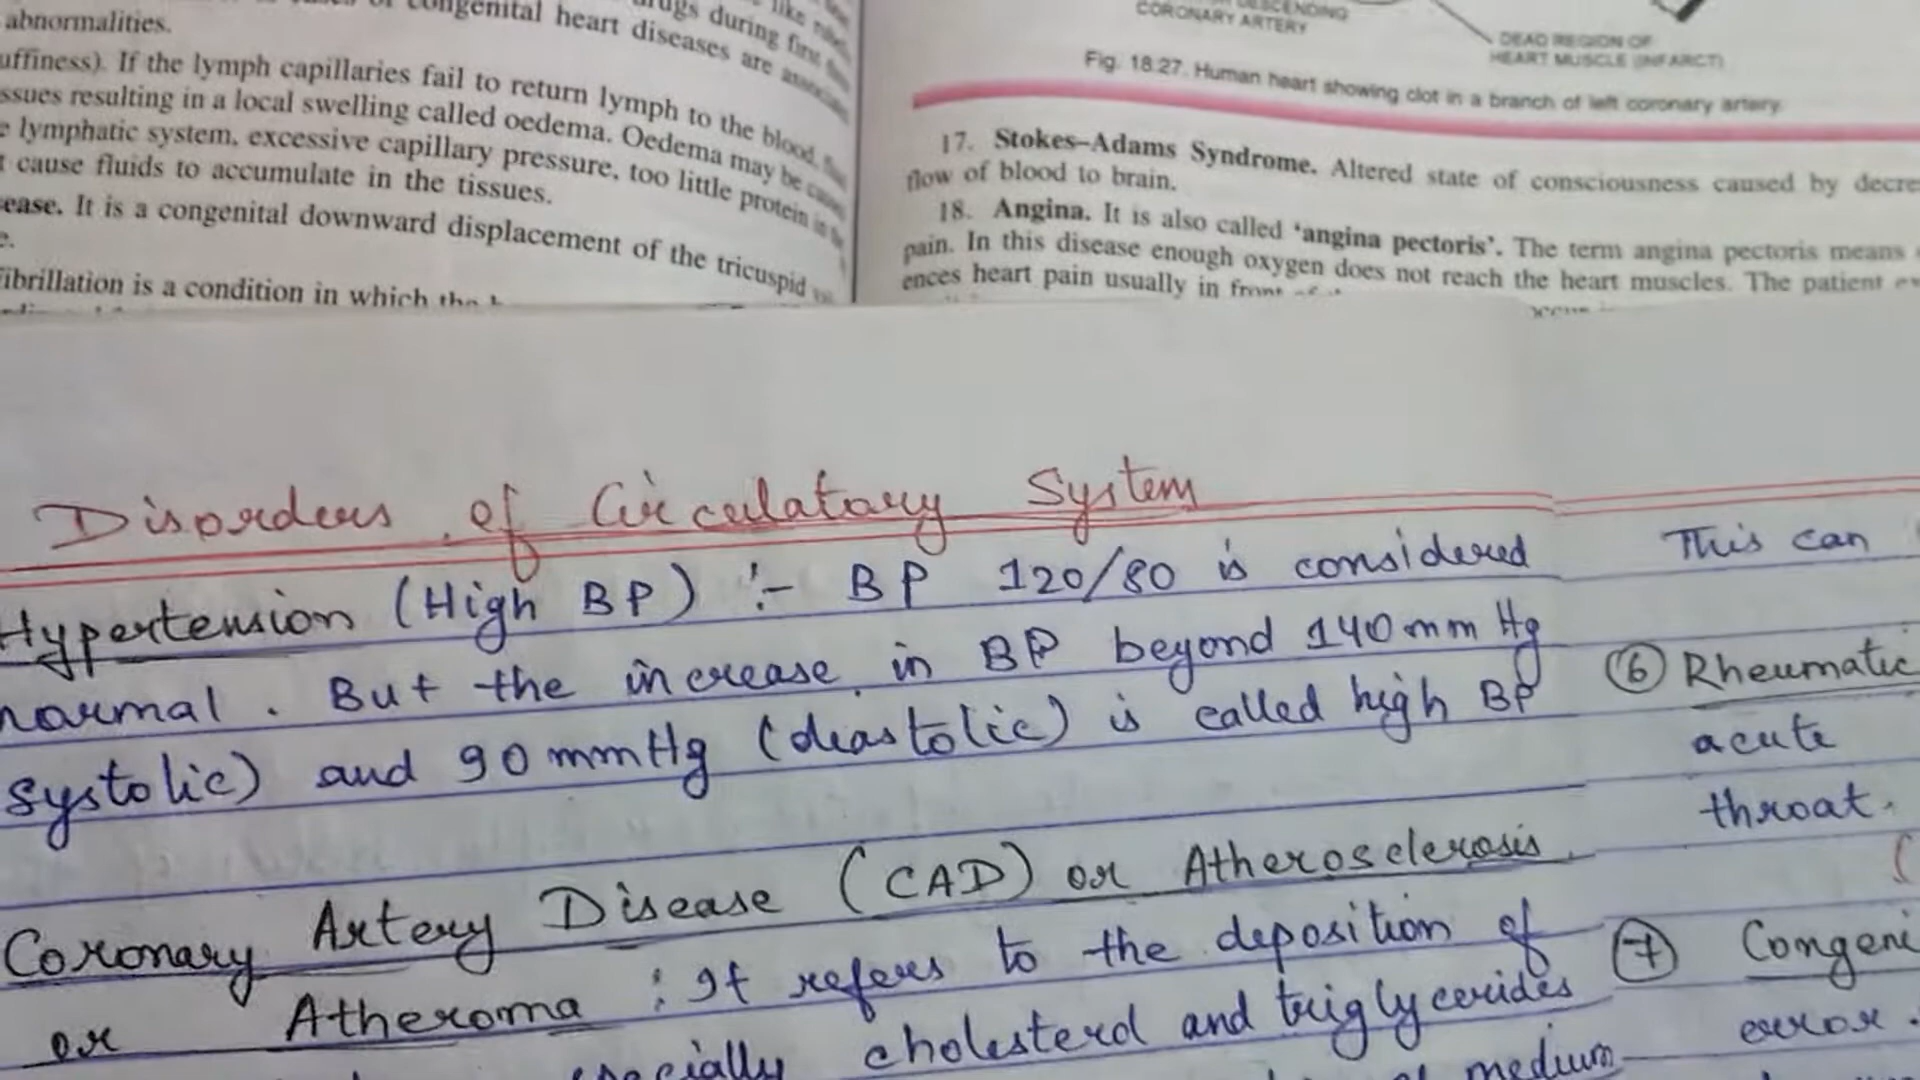 congenital heart diseases are
abnormalities.
uffiness). If the lymph capillaries fail to return lymph to the blood,
ssues resulting in a local swelling called oedema. Oedema may be
e lymphatic system, excessive capillary pressure, too little protein in
t cause fluids to accumulate in the tissues.
ease. It is a congenital downward displacement of the tricuspid
e.
ibrillation is a condition in which the
DESCENDING
CORONARY ARTERY
DEAD REGION OF
HEART MUSCLE (INFARCT)
Fig. 18.27. Human heart showing clot in a branch of left coronary artery
17. Stokes–Adams Syndrome. Altered state of consciousness caused by decre
flow of blood to brain.
18. Angina. It is also called ‘angina pectoris’. The term angina pectoris means
pain. In this disease enough oxygen does not reach the heart muscles. The patient
ences heart pain usually in front of
Disorders of Circulatory System
Hypertension (High BP) :- BP 120/80 is considered
normal. But the increase in BP beyond 140 mm Hg
systolic) and 90 mmHg (diastolic) is called high BP
Coronary Artery Disease (CAD) or Atherosclerosis
or Atheroma : It refers to the deposition of
especially cholesterol and triglycerides
medium
This can
6 Rheumatic
acute
throat.
7 Congeni
error.